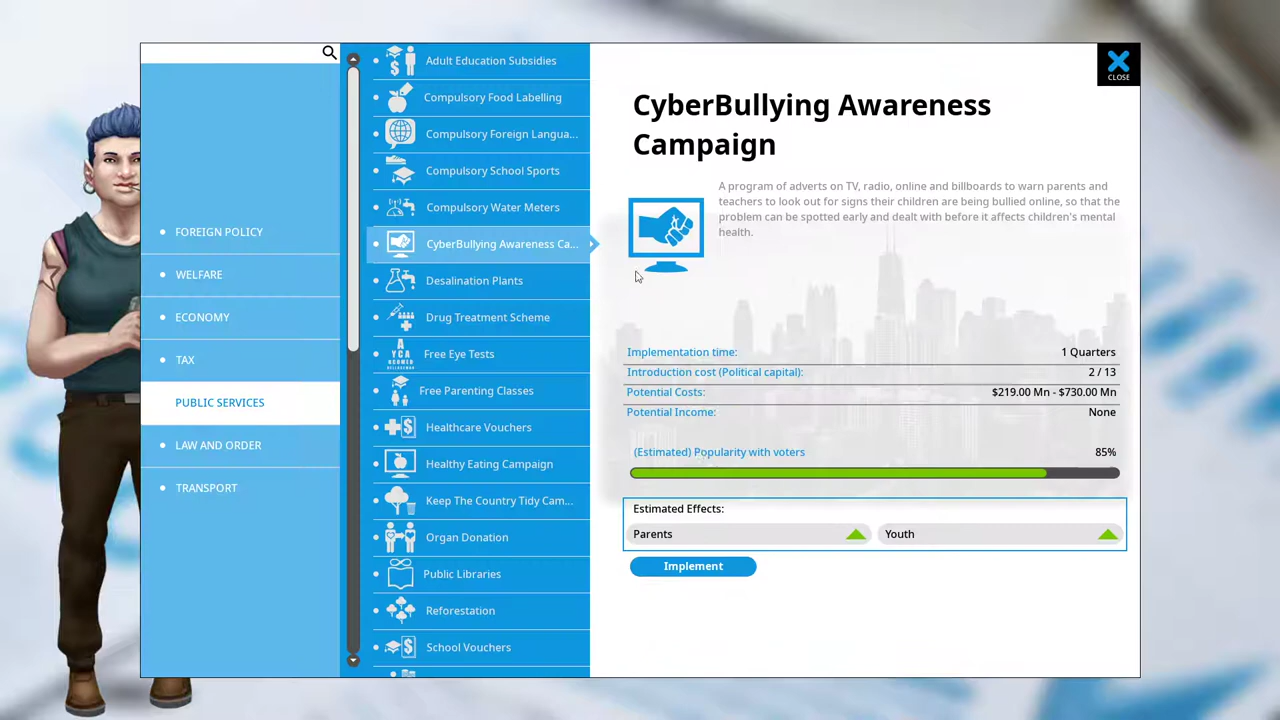 CLOSE
FOREIGN POLICY
WELFARE
ECONOMY
TAX
PUBLIC SERVICES
LAW AND ORDER
TRANSPORT
Adult Education Subsidies
Compulsory Food Labelling
Compulsory Foreign Langua...
Compulsory School Sports
Compulsory Water Meters
CyberBullying Awareness Ca...
Desalination Plants
Drug Treatment Scheme
Free Eye Tests
Free Parenting Classes
Healthcare Vouchers
Healthy Eating Campaign
Keep The Country Tidy Cam...
Organ Donation
Public Libraries
Reforestation
School Vouchers
CyberBullying Awareness
Campaign
A program of adverts on TV, radio, online and billboards to warn parents and
teachers to look out for signs their children are being bullied online, so that the
problem can be spotted early and dealt with before it affects children's mental
health.
Implementation time: 1 Quarters
Introduction cost (Political capital): 2 / 13
Potential Costs: $219.00 Mn - $730.00 Mn
Potential Income: None
(Estimated) Popularity with voters 85%
Estimated Effects:
Parents Youth
Implement